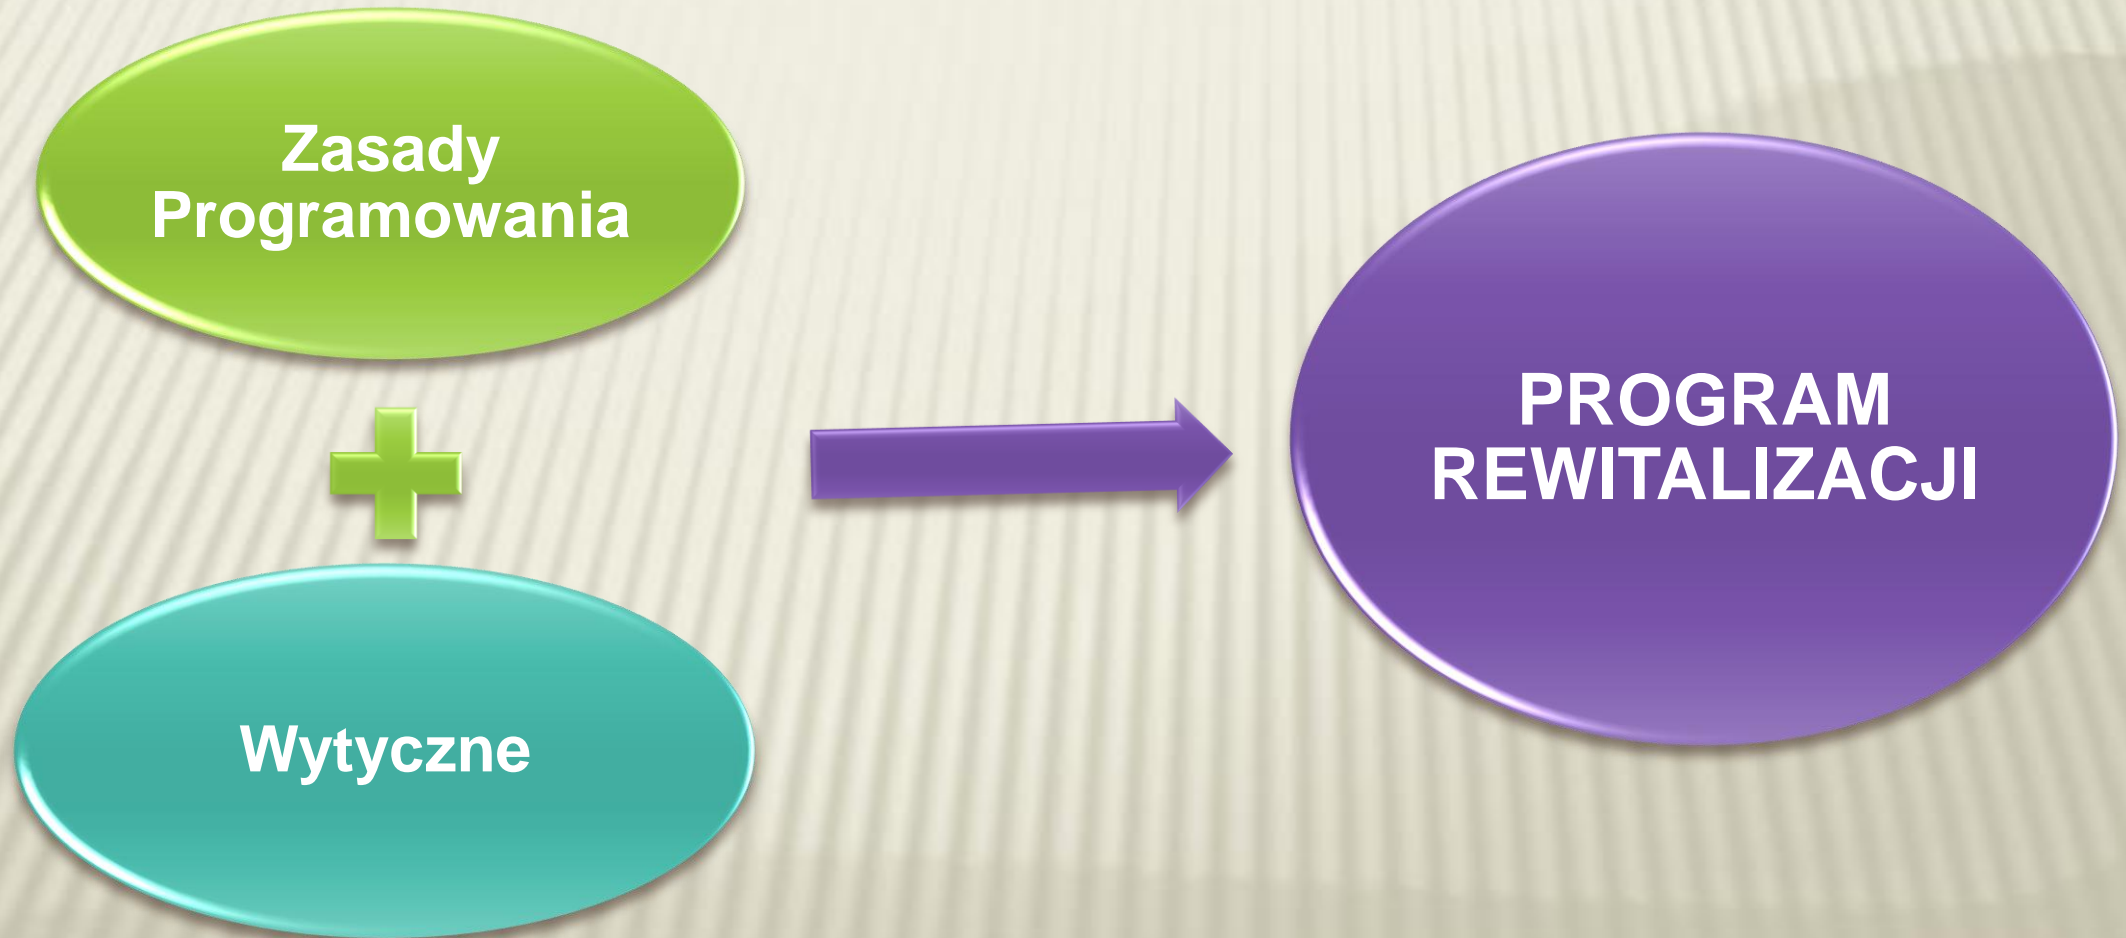 Zasady
Programowania
Wytyczne
PROGRAM
REWITALIZACJI